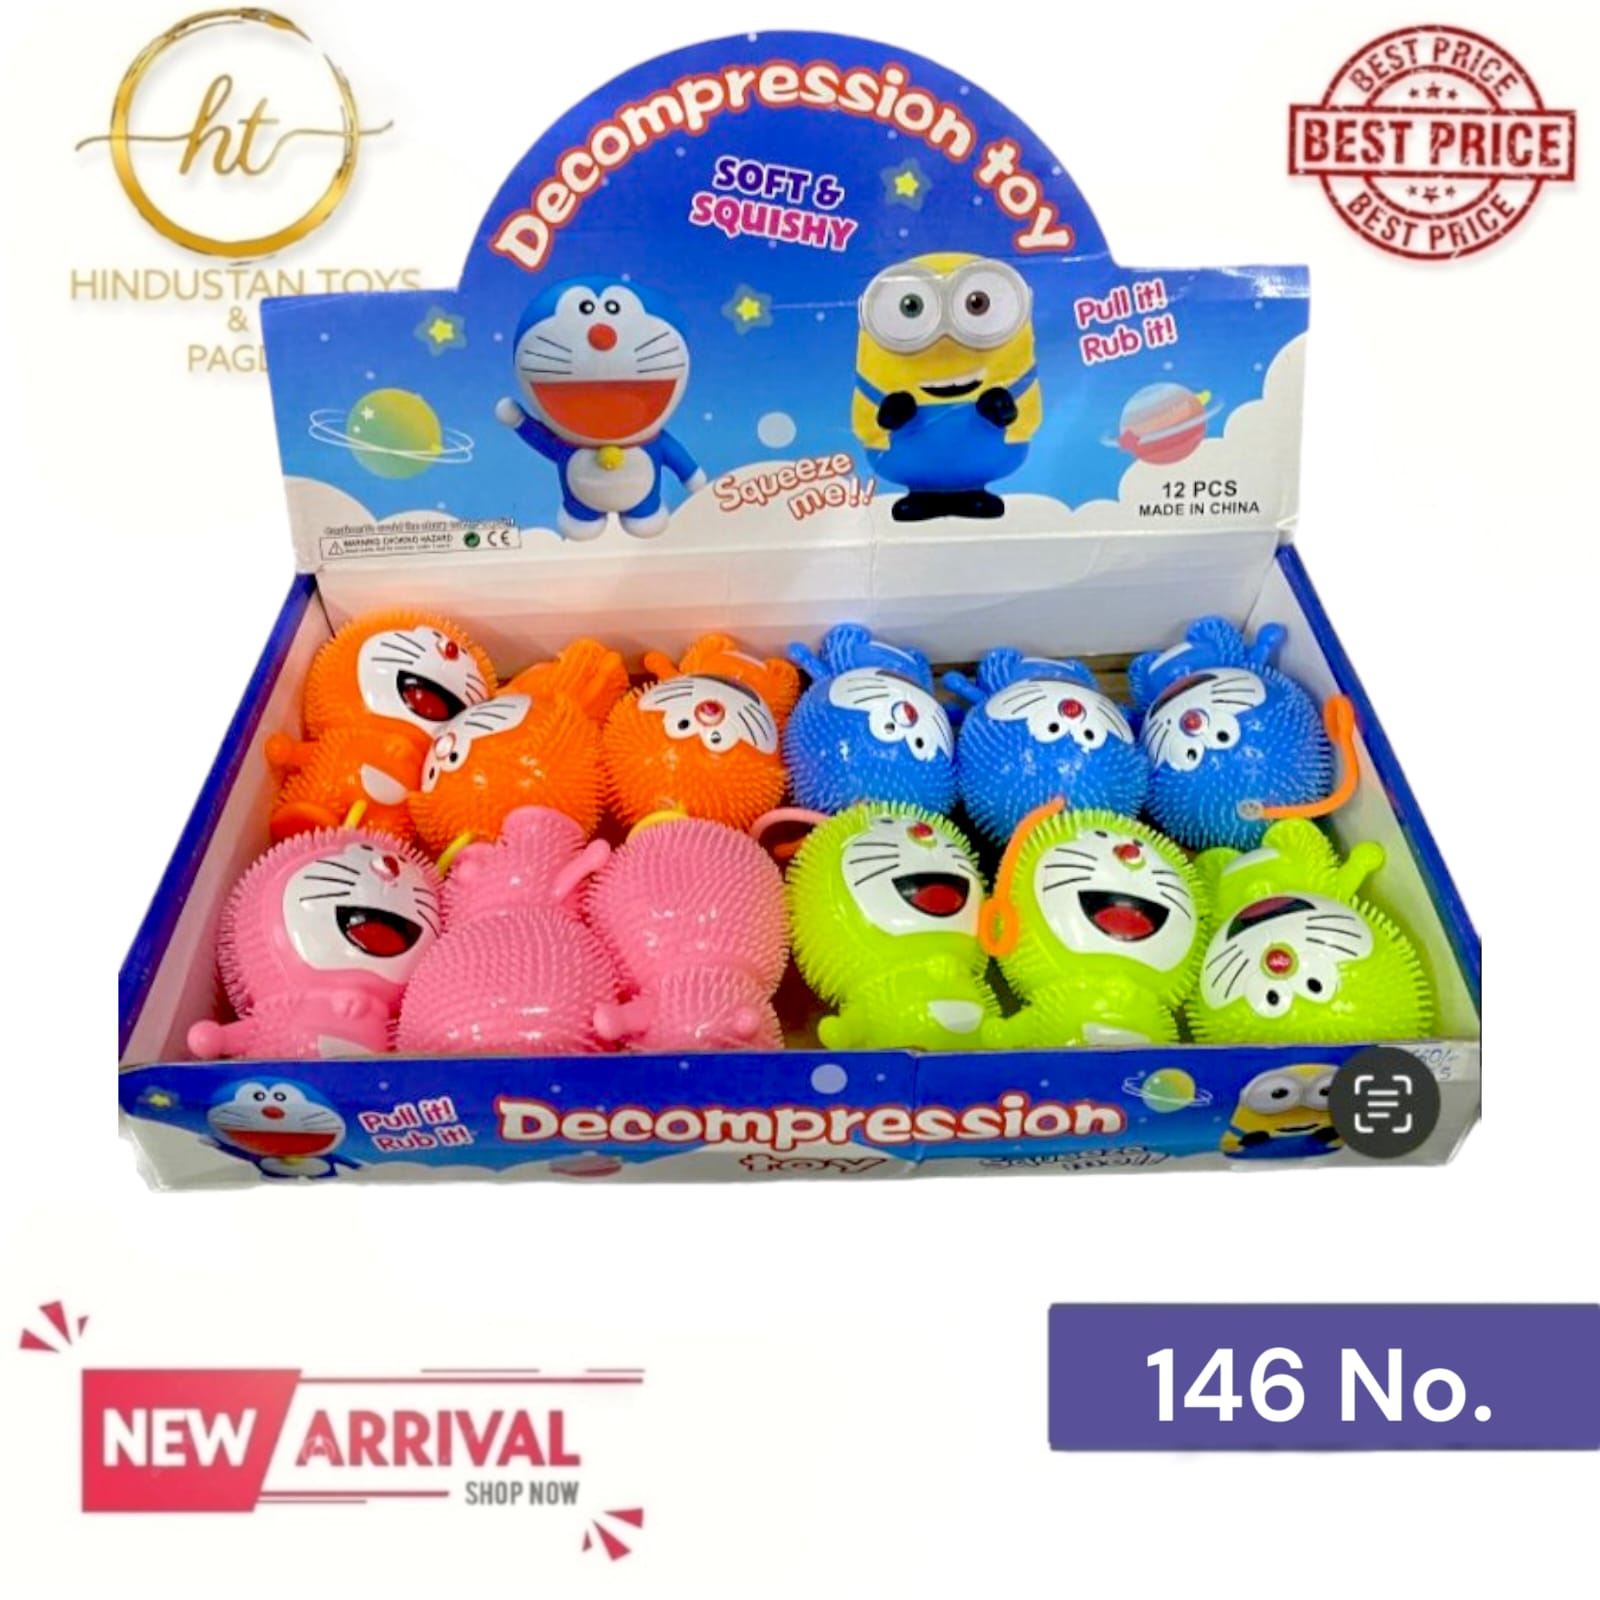 ht
HINDUSTAN TOYS
&
BEST PRICE
BEST PRICE
BEST PRICE
Decompression toy
SOFT &
SQUISHY
Pull it!
Rub it!
Squeeze
me!!
12 PCS
MADE IN CHINA
WARNING CHOKING HAZARD
CE
Pull it!
Rub it!
Decompression
toy
NEW ARRIVAL
SHOP NOW
146 No.